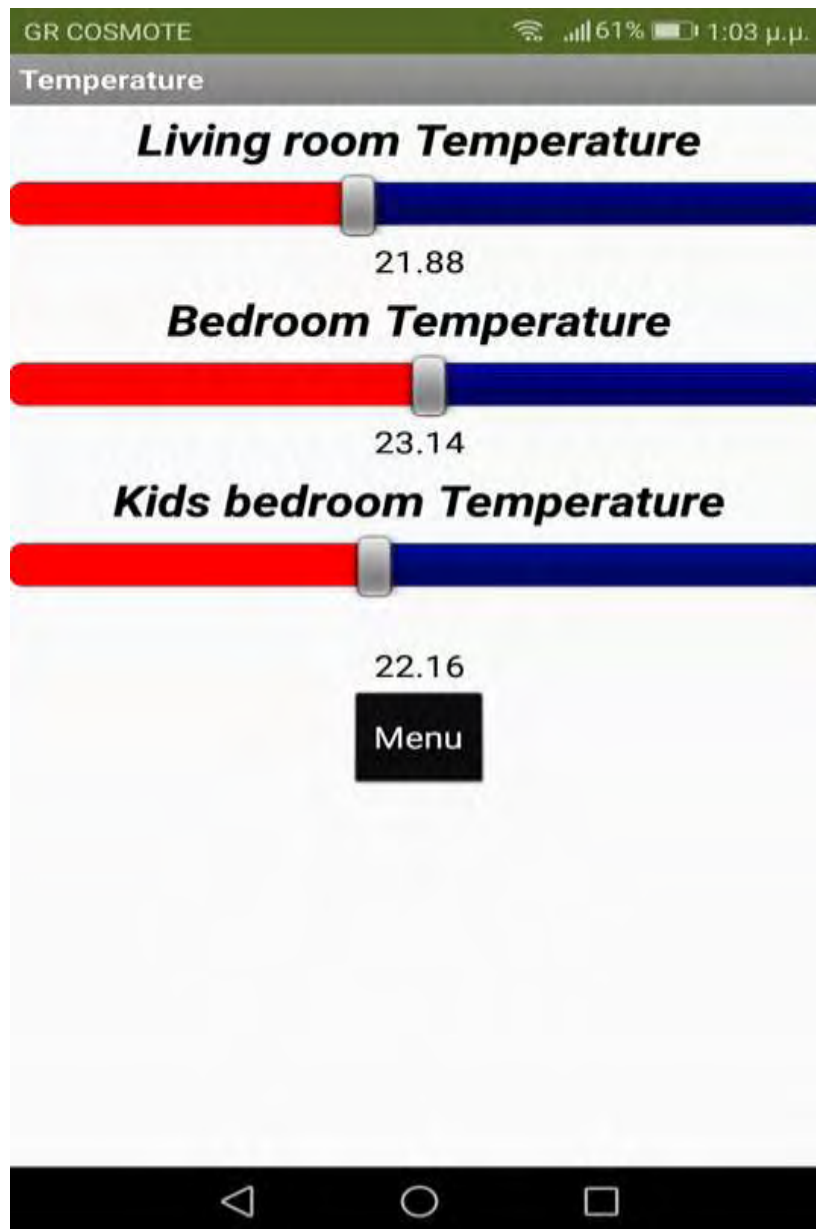 GR COSMOTE 61% 1:03 μ.μ.
Temperature
Living room Temperature
21.88
Bedroom Temperature
23.14
Kids bedroom Temperature
22.16
Menu